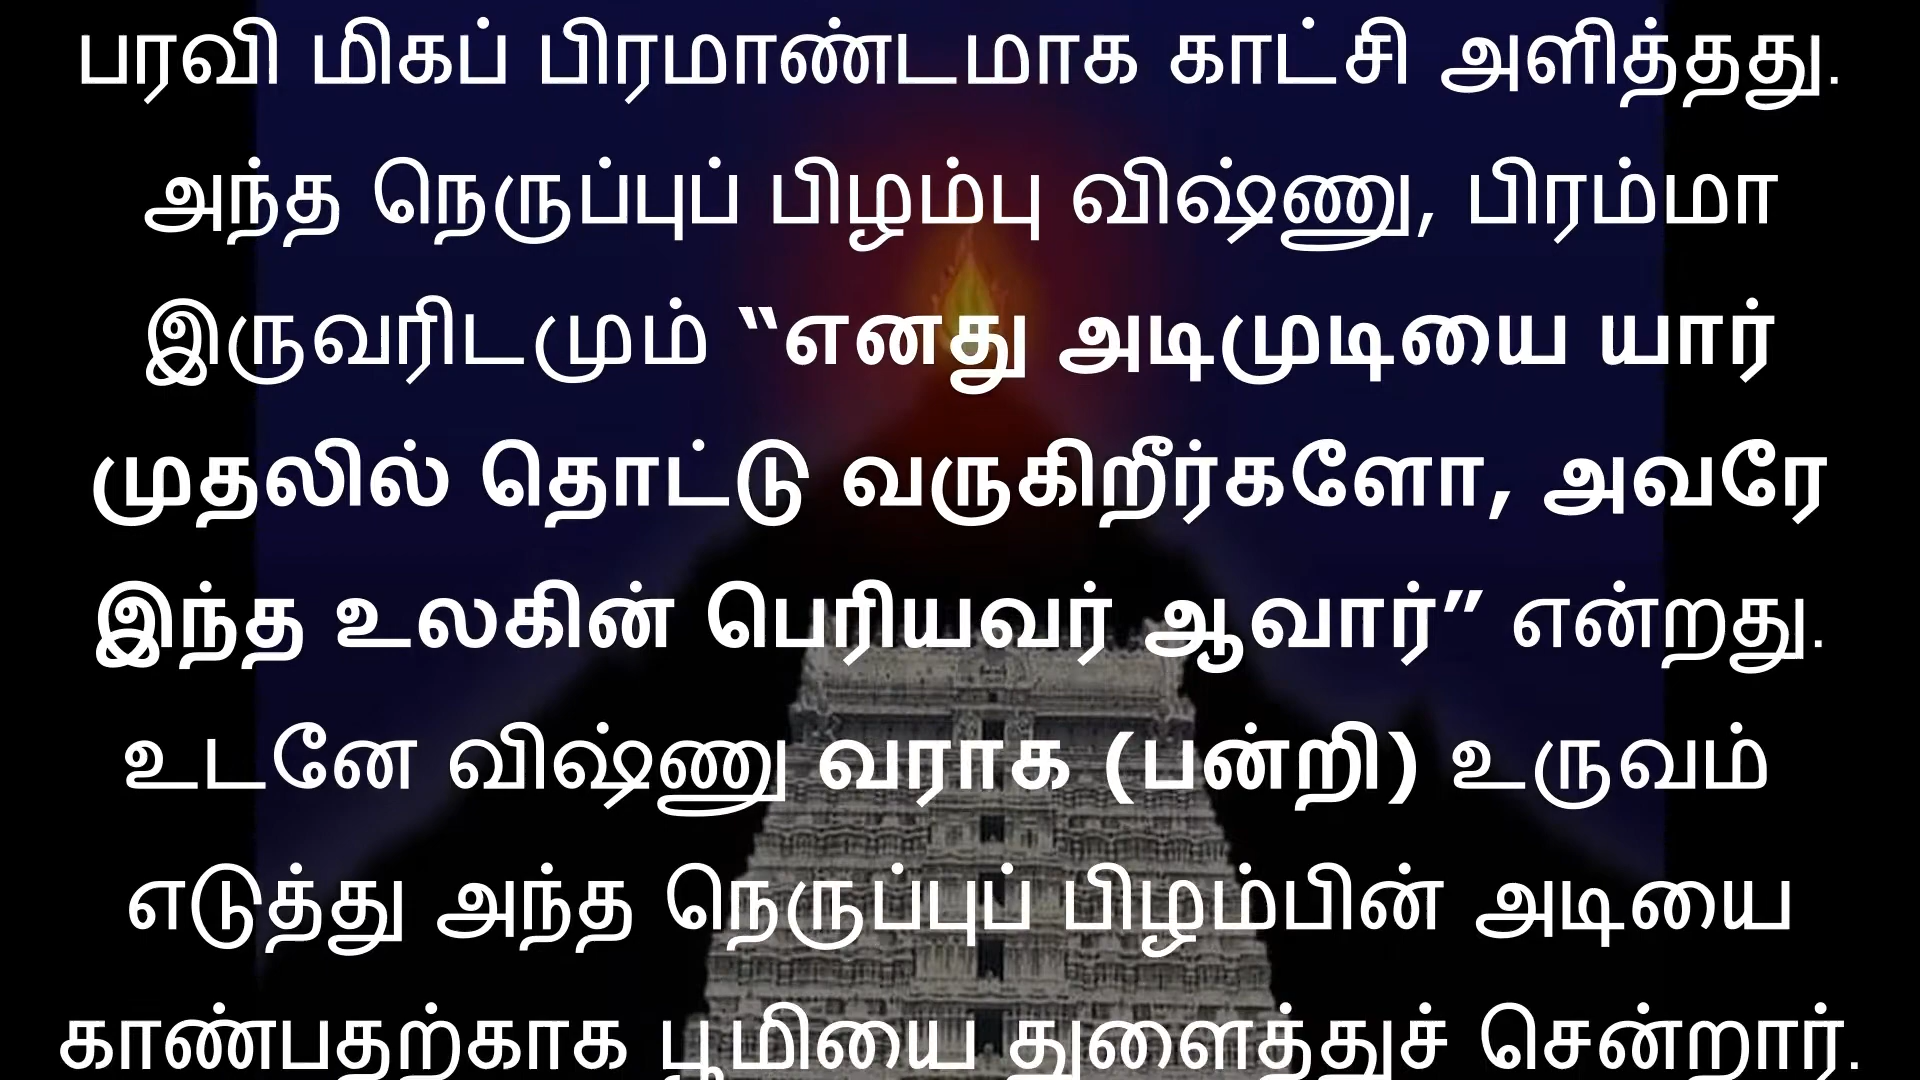 பரவி மிகப் பிரமாண்டமாக காட்சி அளித்தது.
அந்த நெருப்புப் பிழம்பு விஷ்ணு, பிரம்மா
இருவரிடமும் “எனது அடிமுடியை யார்
முதலில் தொட்டு வருகிறீர்களோ, அவரே
இந்த உலகின் பெரியவர் ஆவார்” என்றது.
உடனே விஷ்ணு வராக (பன்றி) உருவம்
எடுத்து அந்த நெருப்புப் பிழம்பின் அடியை
காண்பதற்காக பூமியை துளைத்துச் சென்றார்.